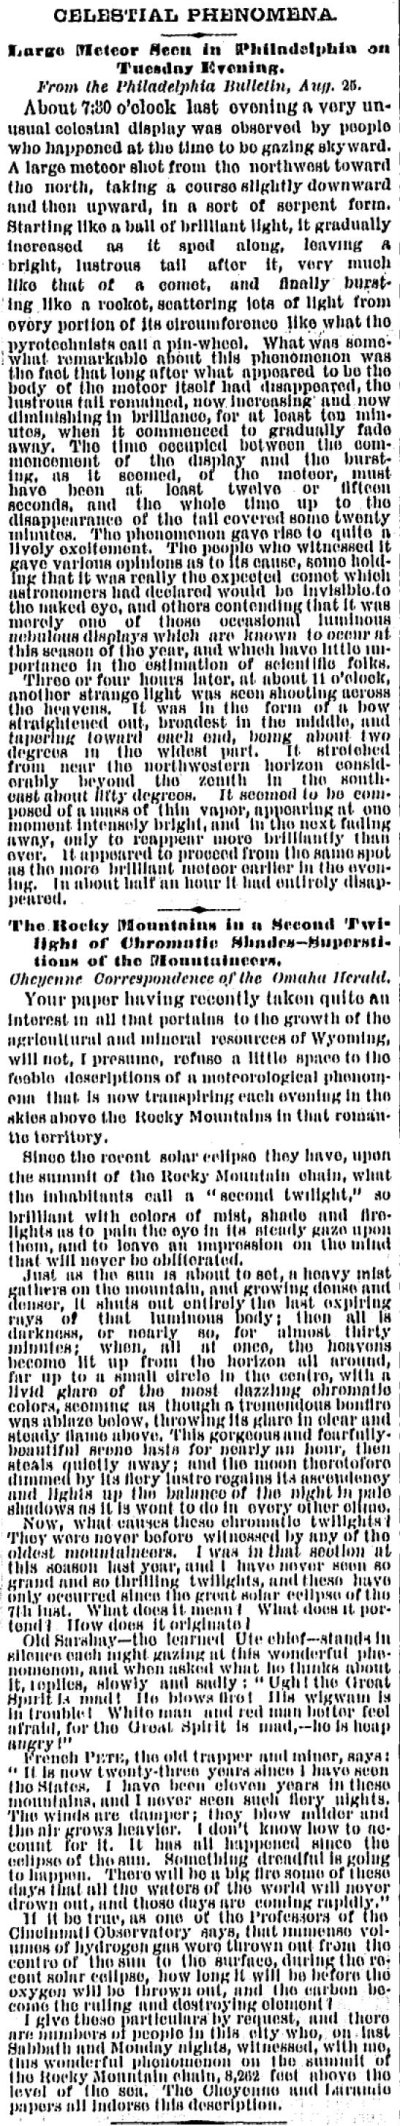 CELESTIAL PHENOMENA.
Large Meteor Seen in Philadelphia on
Tuesday Evening.
From the Philadelphia Bulletin, Aug. 25.
About 7:30 o'clock last evening a very un-
usual celestial display was observed by people
who happened at the time to be gazing skyward.
A large meteor shot from the northwest toward
the north, taking a course slightly downward
and then upward, in a sort of serpent form.
Starting like a ball of brilliant light, it gradually
increased as it sped along, leaving a
bright, lustrous tail after it, very much
like that of a comet, and finally burst-
ing like a rocket, scattering lots of light from
every portion of its circumference like what the
pyrotechnists call a pin-wheel. What was some-
what remarkable about this phenomenon was
the fact that long after what appeared to be the
body of the meteor itself had disappeared, the
lustrous tail remained, now increasing and now
diminishing in brilliance, for at least ten min-
utes, when it commenced to gradually fade
away. The time occupied between the com-
mencement of the display and the burst-
ing, as it seemed, of the meteor, must
have been at least twelve or fifteen
seconds, and the whole time up to the
disappearance of the tail covered some twenty
minutes. The phenomenon gave rise to quite a
lively excitement. The people who witnessed it
gave various opinions as to its cause, some hold-
ing that it was really the expected comet which
astronomers had declared would be invisible to
the naked eye, and others contending that it was
merely one of those occasional luminous
nebulous displays which are known to occur at
this season of the year, and which have little im-
portance in the estimation of scientific folks.
Three or four hours later, at about 11 o'clock,
another strange light was seen shooting across
the heavens. It was in the form of a bow
straightened out, broadest in the middle, and
tapering toward each end, being about two
degrees in the widest part. It stretched
from near the northwestern horizon consid-
erably beyond the zenith in the south-
east about fifty degrees. It seemed to be com-
posed of a mass of thin vapor, appearing at one
moment intensely bright, and in the next fading
away, only to reappear more brilliantly than
ever. It appeared to proceed from the same spot
as the more brilliant meteor earlier in the even-
ing. In about half an hour it had entirely disap-
peared.
The Rocky Mountains in a Second Twi-
light of Chromatic Shades—Supersti-
tions of the Mountaineers.
Cheyenne Correspondence of the Omaha Herald.
Your paper having recently taken quite an
interest in all that portains to the growth of the
agricultural and mineral resources of Wyoming,
will not, I presume, refuse a little space to the
feeble descriptions of a meteorological phenom-
ena that is now transpiring each evening in the
skies above the Rocky Mountains in that roman-
tic territory.
Since the recent solar eclipse they have, upon
the summit of the Rocky Mountain chain, what
the inhabitants call a "second twilight," so
brilliant with colors of mist, shade and fire-
lights as to pain the eye in its steady gaze upon
them, and to leave an impression on the mind
that will never be obliterated.
Just as the sun is about to set, a heavy mist
gathers on the mountain, and growing dense and
denser, it shuts out entirely the last expiring
rays of that luminous body; then all is
darkness, or nearly so, for almost thirty
minutes; when, all at once, the heavens
become lit up from the horizon all around,
far up to a small circle in the centre, with a
livid glare of the most dazzling chromatic
colors, seeming as though a tremendous bonfire
was ablaze below, throwing its glare in clear and
steady flame above. This gorgeous and fearfully-
beautiful scene lasts for nearly an hour, then
steals quietly away; and the moon theretofore
dimmed by its fiery lustre regains its ascendency
and lights up the balance of the night in pale
shadows as it is wont to do in every other clime.
Now, what causes these chromatic twilights?
They were never before witnessed by any of the
oldest mountaineers. I was in that section at
this season last year, and I have never seen so
grand and so thrilling twilights, and these have
only occurred since the great solar eclipse of the
7th inst. What does it mean? What does it por-
tend? How does it originate?
Old Sarshay—the learned Ute chief—stands in
silence each night gazing at this wonderful phe-
nomenon, and when asked what he thinks about
it, replies, slowly and sadly: "Ugh! the Great
Spirit is mad! He blows fire! His wigwam is
in trouble! White man and red man better feel
afraid, for the Great Spirit is mad,—he is heap
angry!"
French PETE, the old trapper and miner, says:
"It is now twenty-three years since I have seen
the States. I have been eleven years in these
mountains, and I never seen such fiery nights.
The winds are damper; they blow milder and
the air grows heavier. I don't know how to ac-
count for it. It has all happened since the
eclipse of the sun. Something dreadful is going
to happen. There will be a big fire some of these
days that all the waters of the world will never
drown out, and those days are coming rapidly."
If it be true, as one of the Professors of the
Cincinnati Observatory says, that immense vol-
umes of hydrogen gas were thrown out from the
centre of the sun to the surface, during the re-
cent solar eclipse, how long it will be before the
oxygen will be thrown out, and the carbon be-
come the ruling and destroying element?
I give these particulars by request, and there
are numbers of people in this city who, on last
Sabbath and Monday nights, witnessed, with me,
this wonderful phenomenon on the summit of
the Rocky Mountain chain, 8,262 feet above the
level of the sea. The Cheyenne and Laramie
papers all indorse this description.